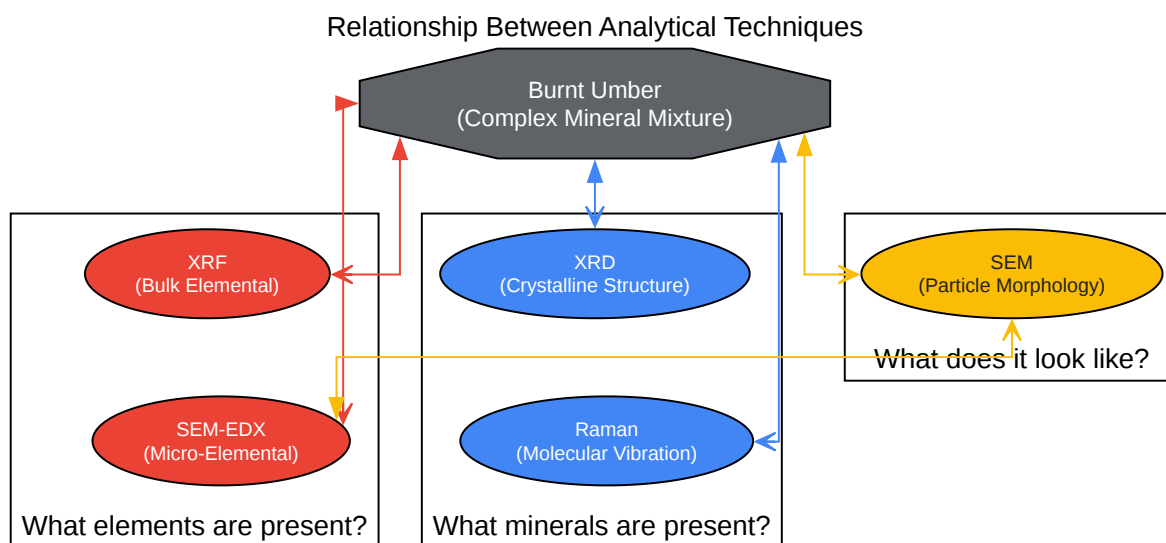 Relationship Between Analytical Techniques
Burnt Umber
(Complex Mineral Mixture)
XRF
(Bulk Elemental)
SEM-EDX
(Micro-Elemental)
What elements are present?
XRD
(Crystalline Structure)
Raman
(Molecular Vibration)
What minerals are present?
SEM
(Particle Morphology)
What does it look like?